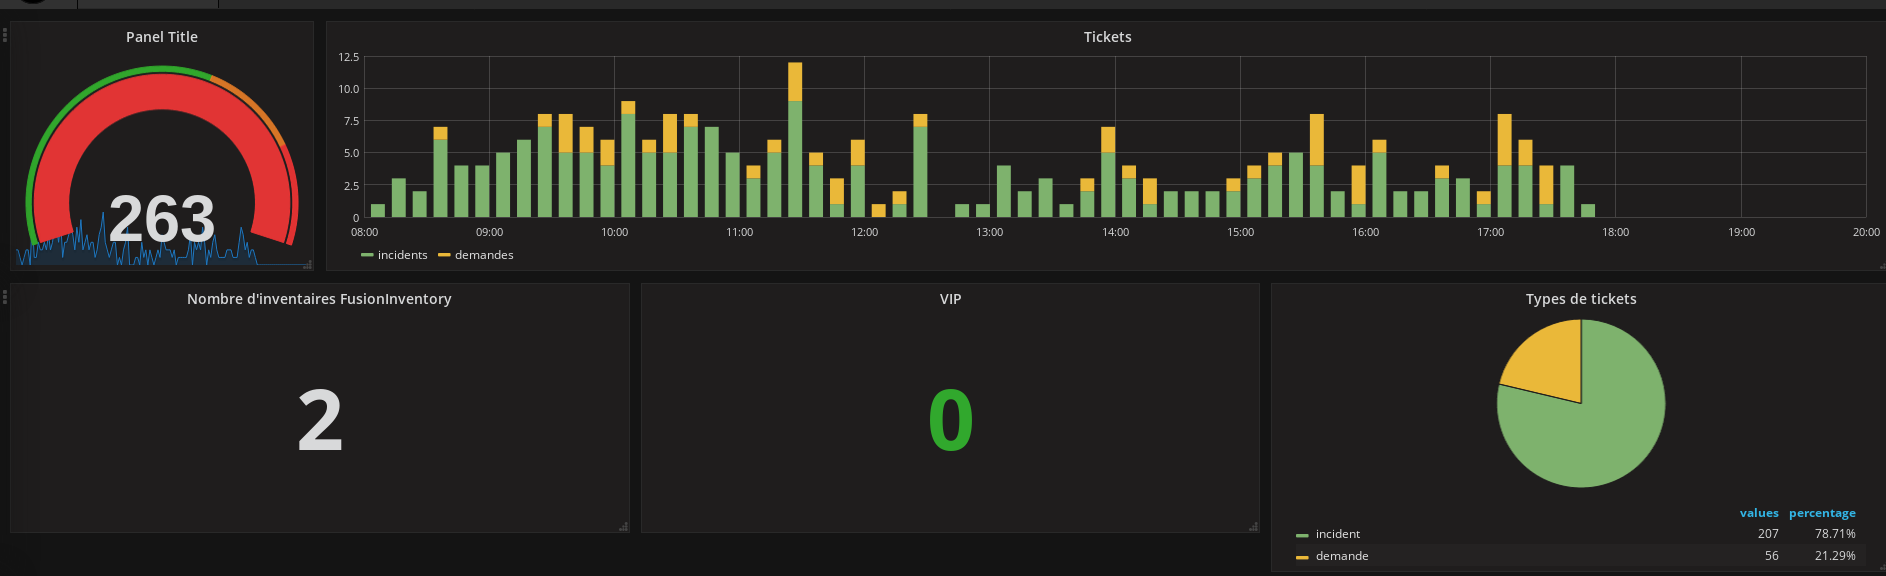 Panel Title
263
Tickets
12.5
10.0
7.5
5.0
2.5
0
08:00 09:00 10:00 11:00 12:00 13:00 14:00 15:00 16:00 17:00 18:00 19:00 20:00
incidents demandes
Nombre d'inventaires FusionInventory
2
VIP
0
Types de tickets
values percentage
incident 207 78.71%
demande 56 21.29%